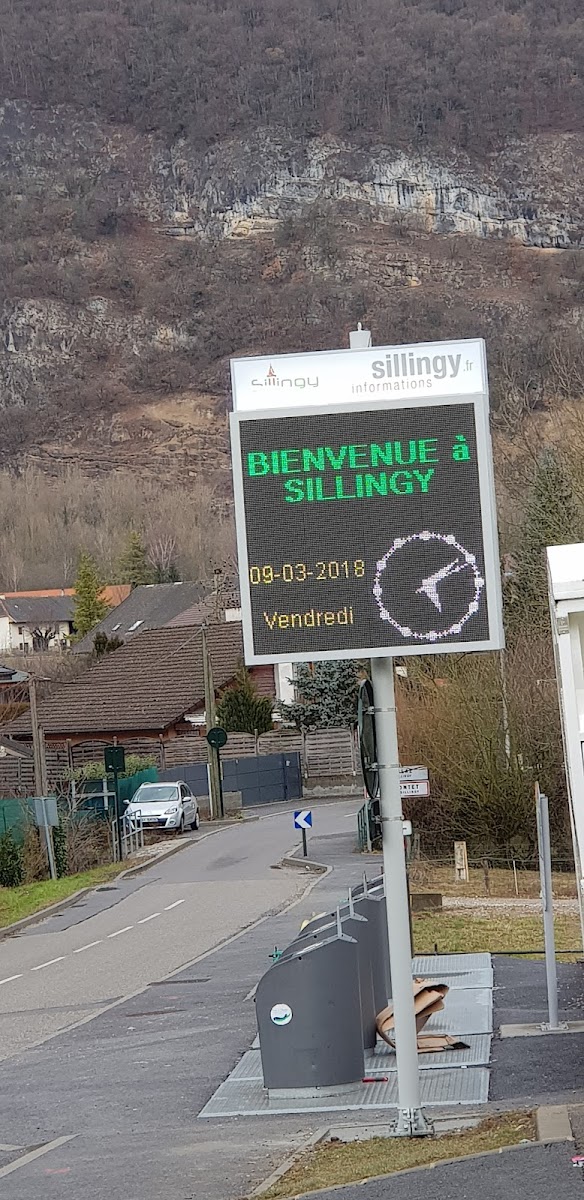 sillingy
sillingy.fr
informations
BIENVENUE à
SILLINGY
09-03-2018
Vendredi